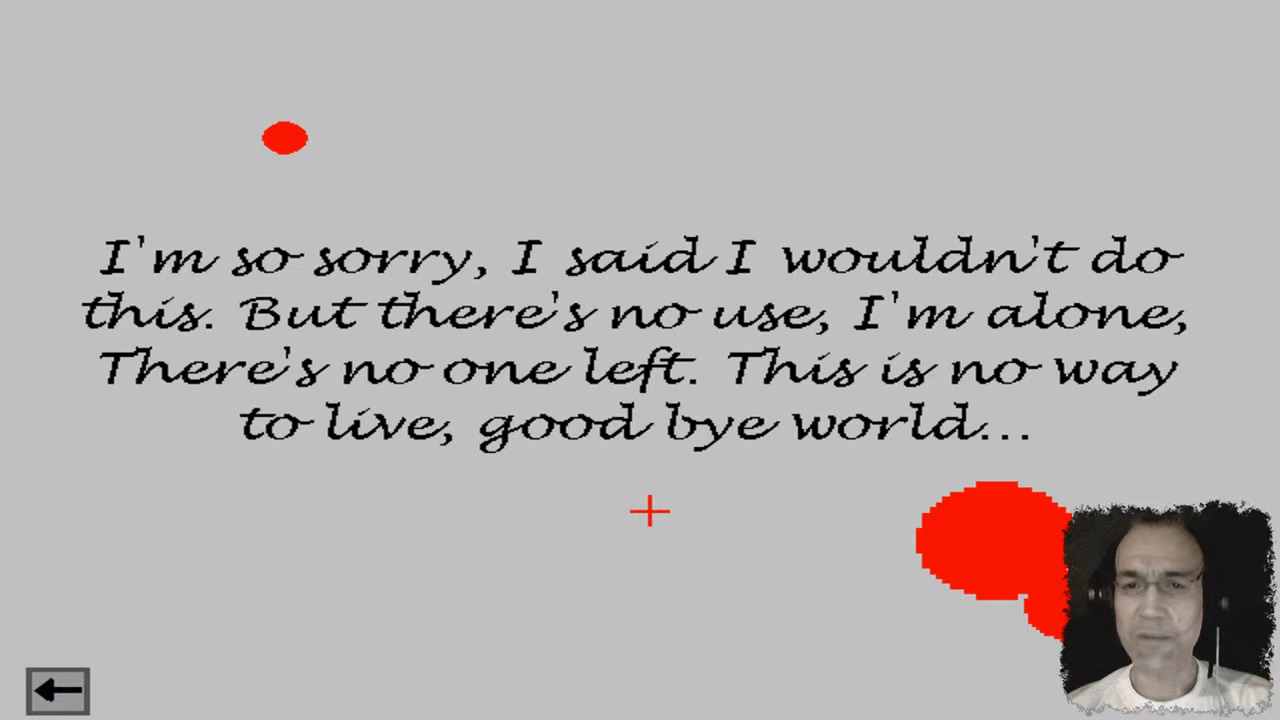 I'm so sorry, I said I wouldn't do
this. But there's no use, I'm alone,
There's no one left. This is no way
to live, good bye world...